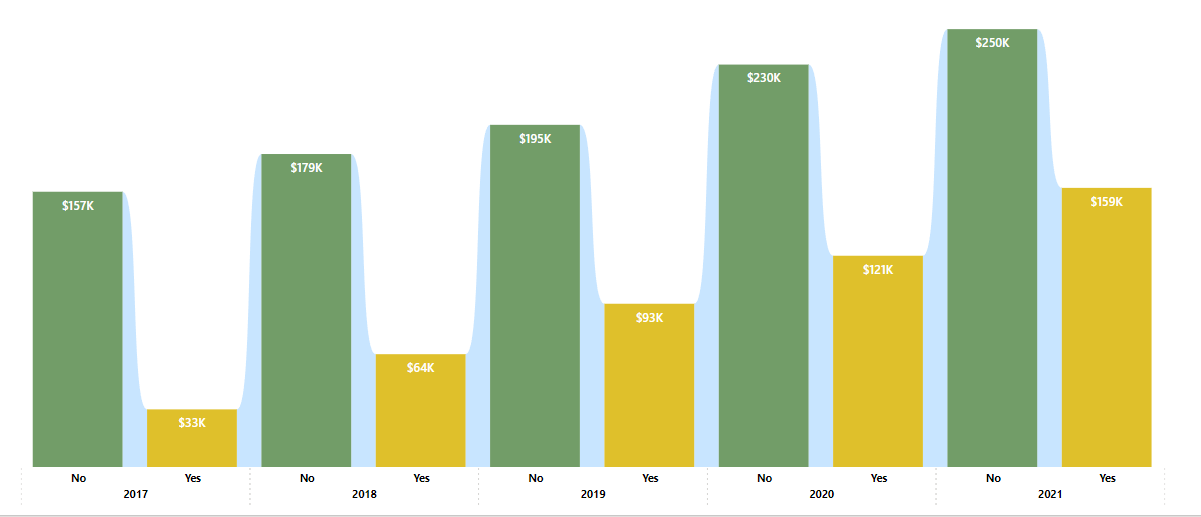 $250K
$230K
$195K
$179K
$157K
$159K
$121K
$93K
$64K
$33K
No Yes No Yes No Yes No Yes No Yes
2017 2018 2019 2020 2021